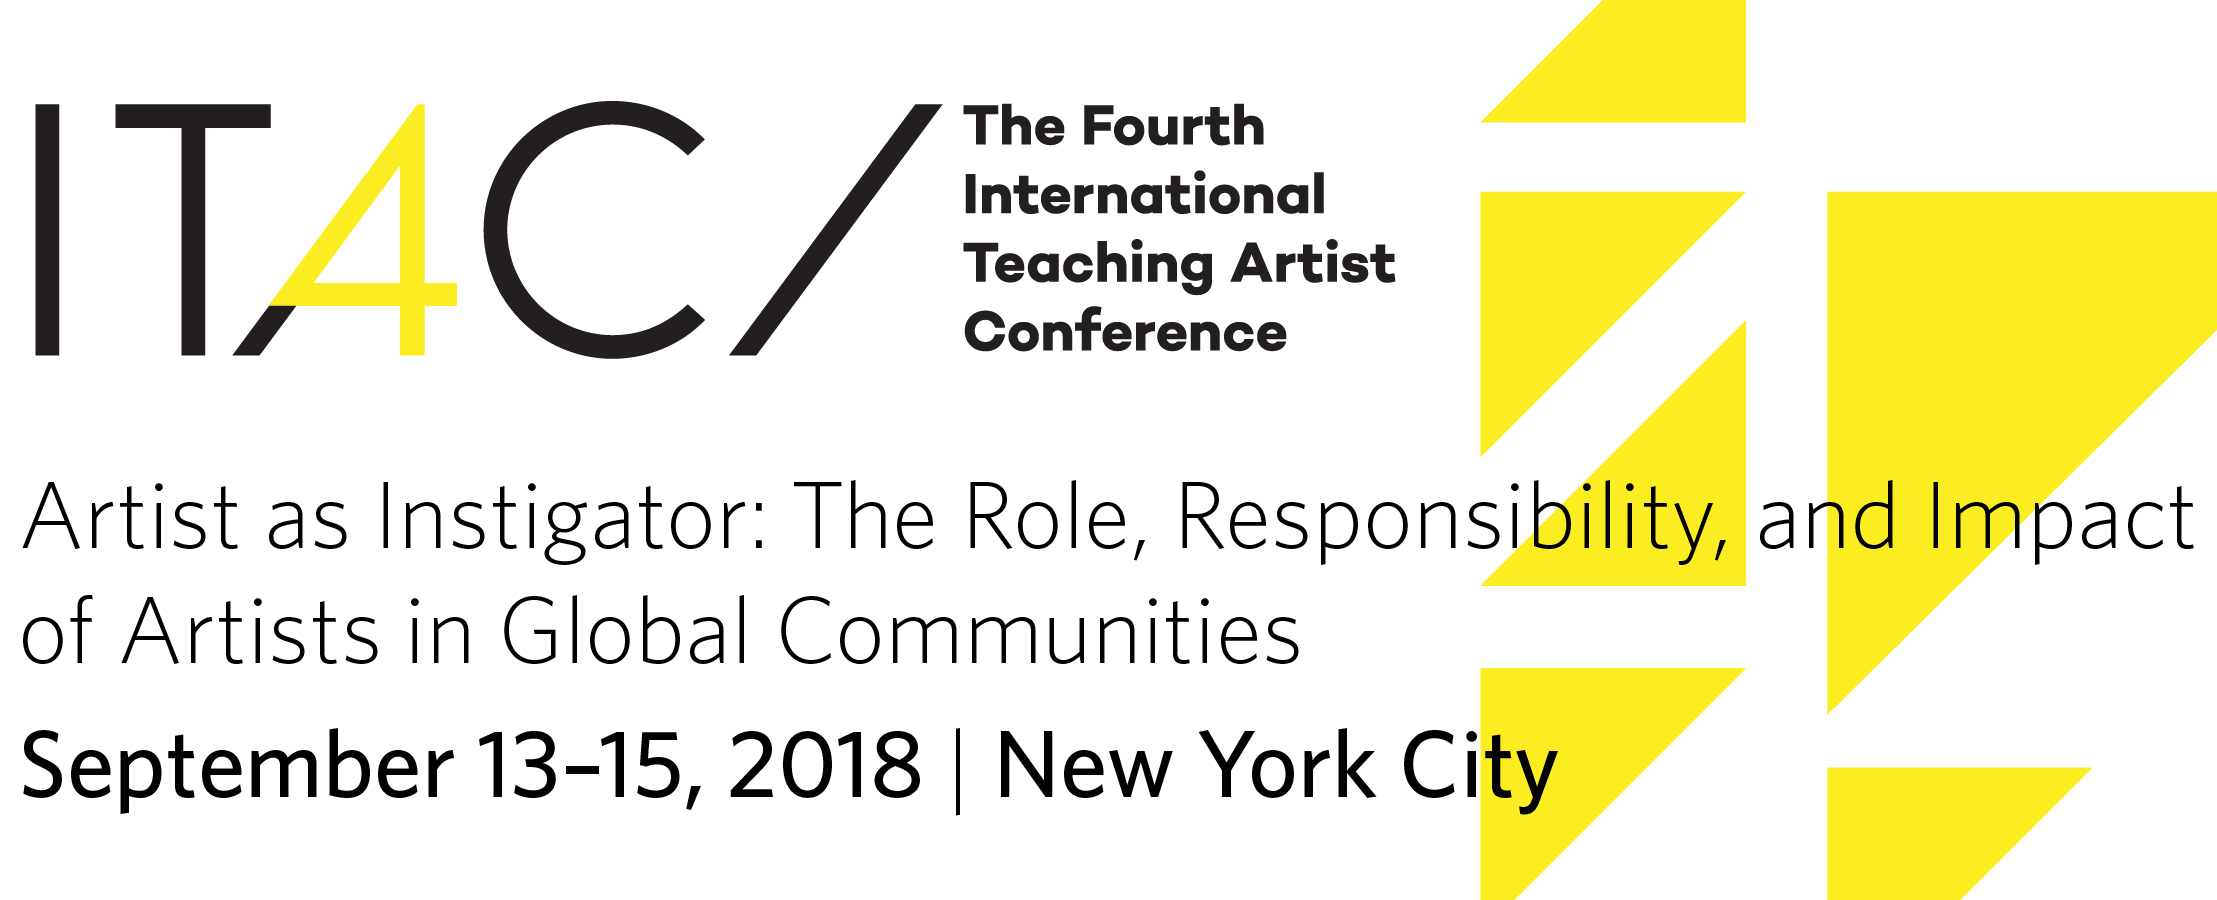 ITAC/
The Fourth
International
Teaching Artist
Conference
Artist as Instigator: The Role, Responsibility, and Impact
of Artists in Global Communities
September 13–15, 2018 | New York City